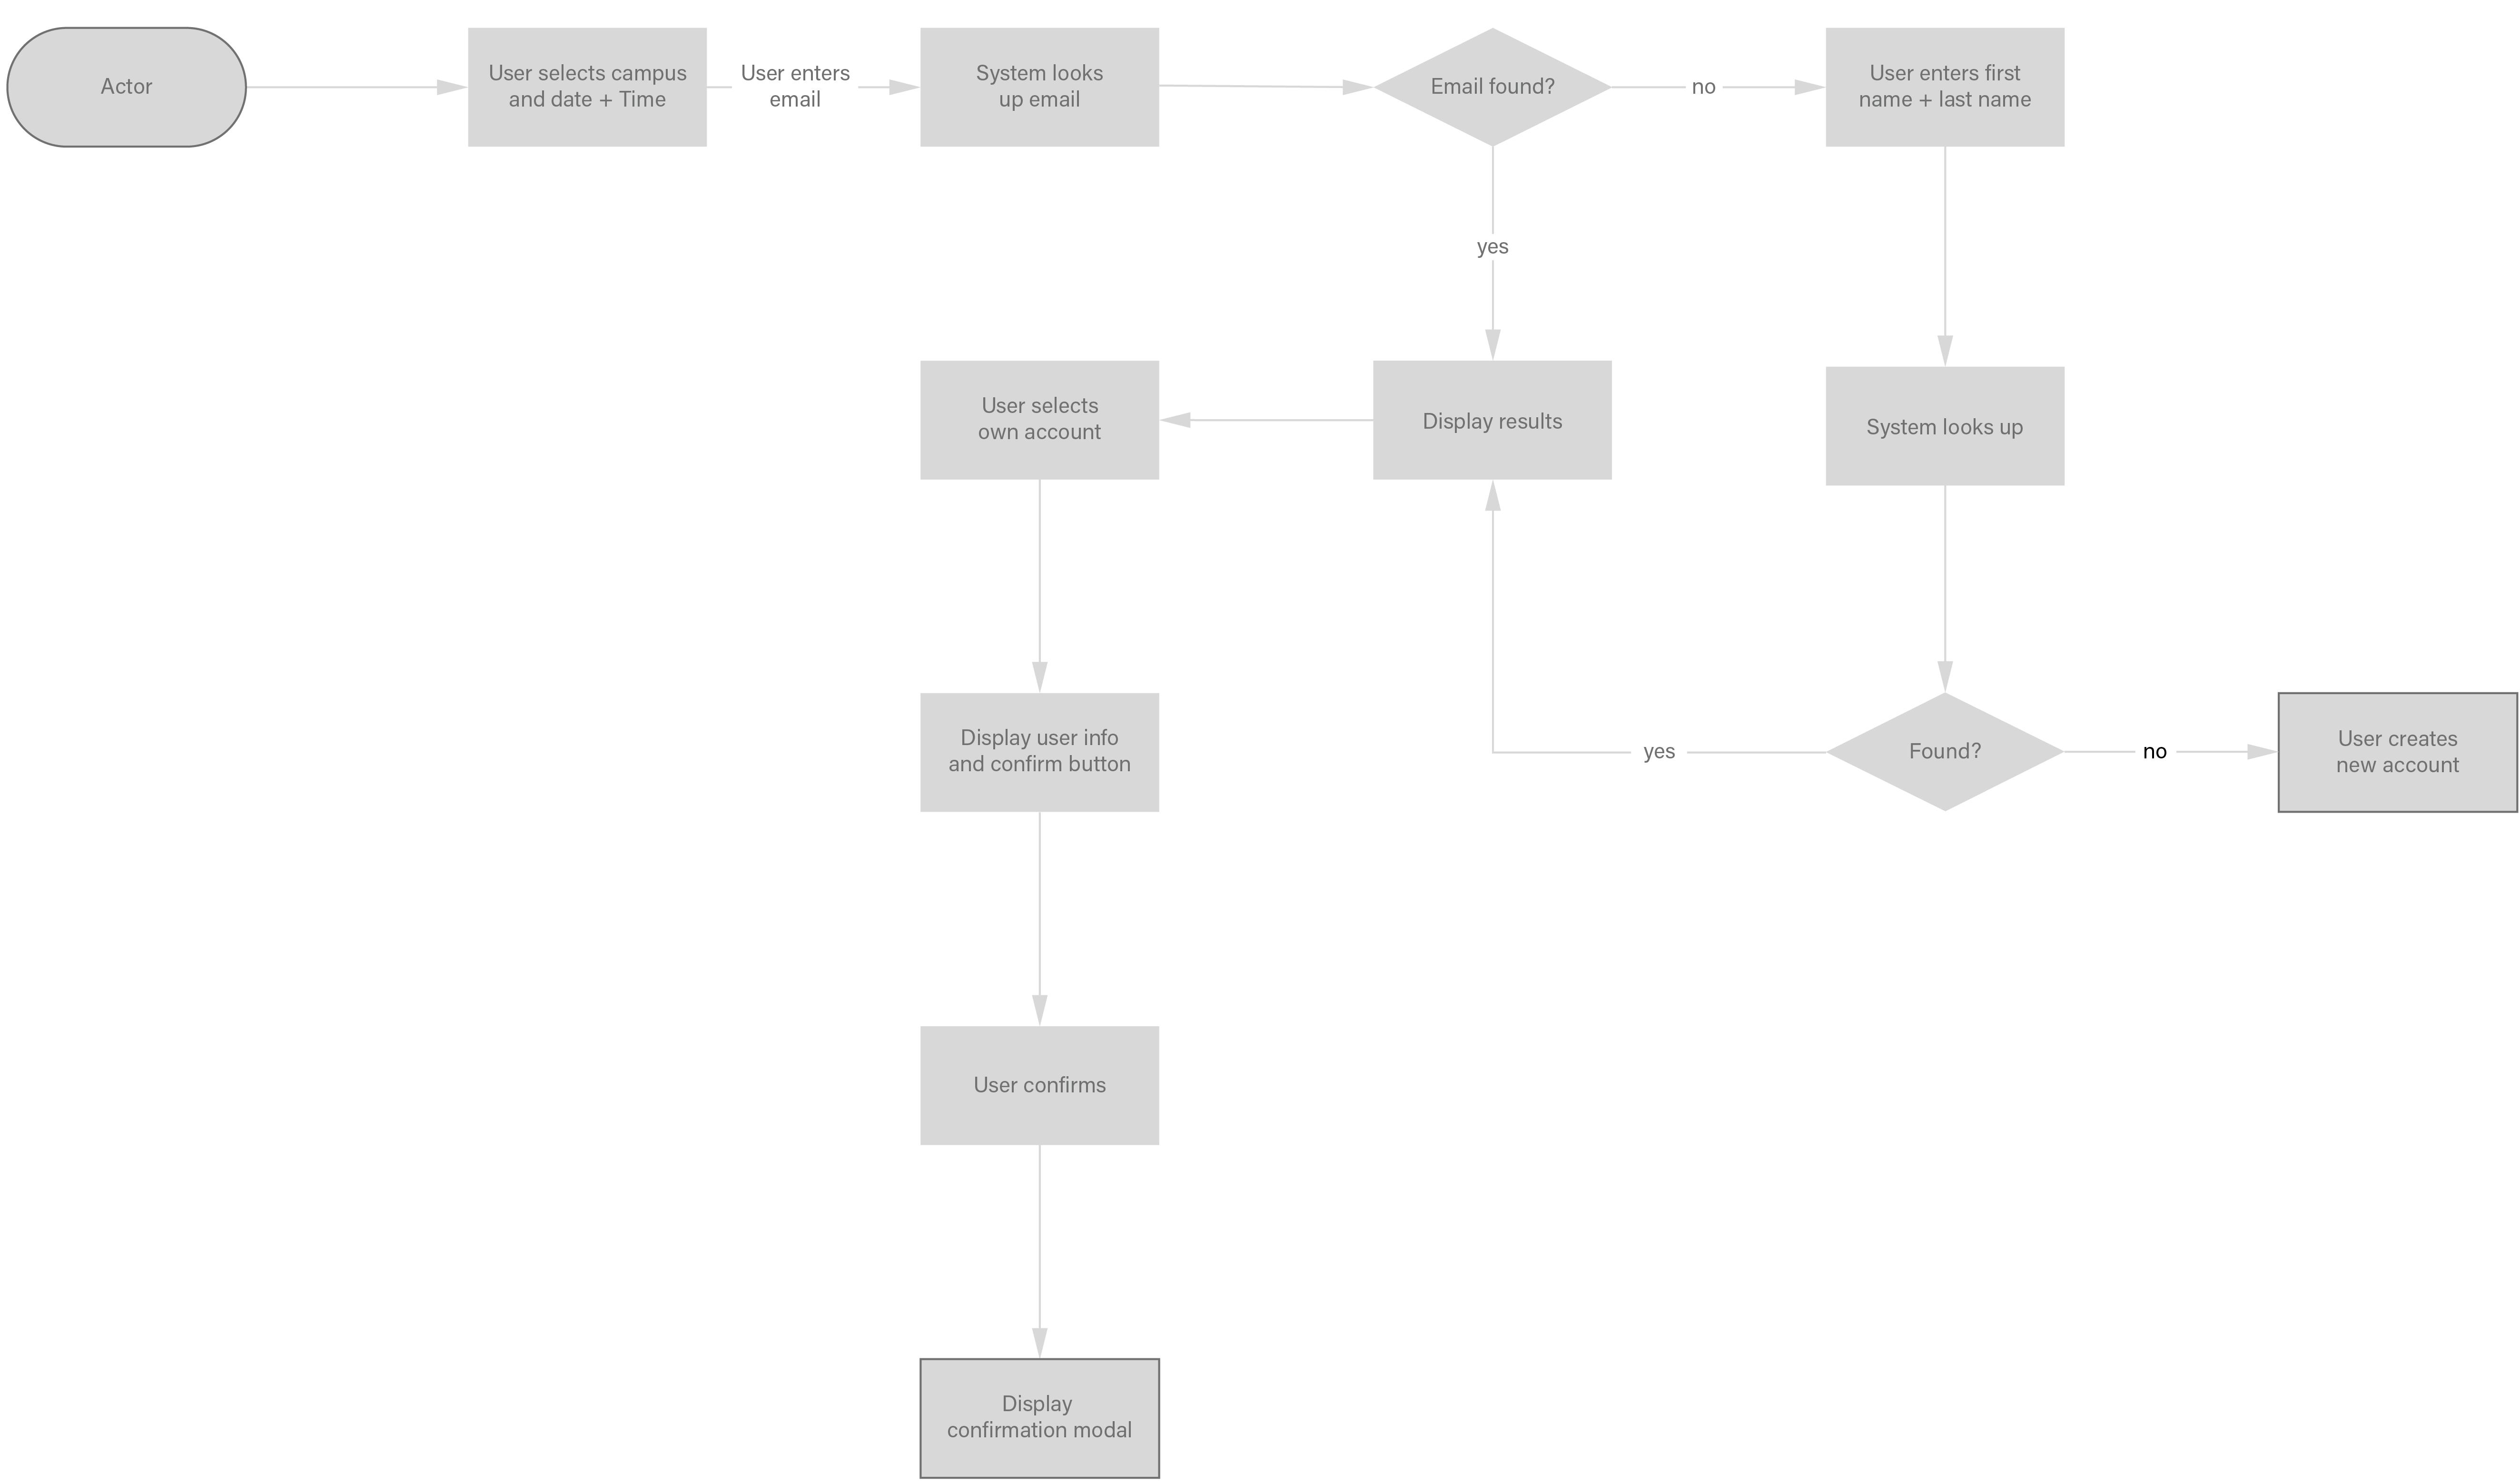 Actor
User selects campus
and date + Time
User enters
email
System looks
up email
Email found?
no
User enters first
name + last name
yes
User selects
own account
Display results
System looks up
Display user info
and confirm button
yes
Found?
no
User creates
new account
User confirms
Display
confirmation modal